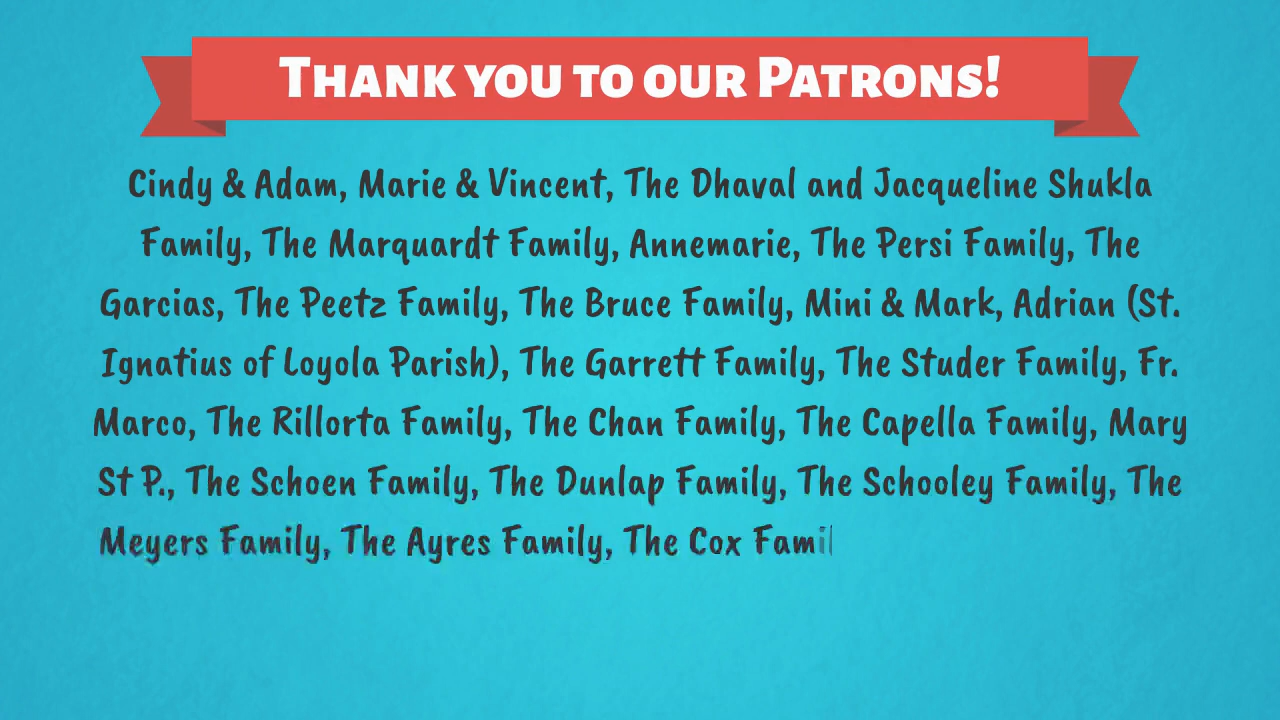 Thank you to our Patrons!
Cindy & Adam, Marie & Vincent, The Dhaval and Jacqueline Shukla
Family, The Marquardt Family, Annemarie, The Persi Family, The
Garcias, The Peetz Family, The Bruce Family, Mini & Mark, Adrian (St.
Ignatius of Loyola Parish), The Garrett Family, The Studer Family, Fr.
Marco, The Rillorta Family, The Chan Family, The Capella Family, Mary
St P., The Schoen Family, The Dunlap Family, The Schooley Family, The
Meyers Family, The Ayres Family, The Cox Famil